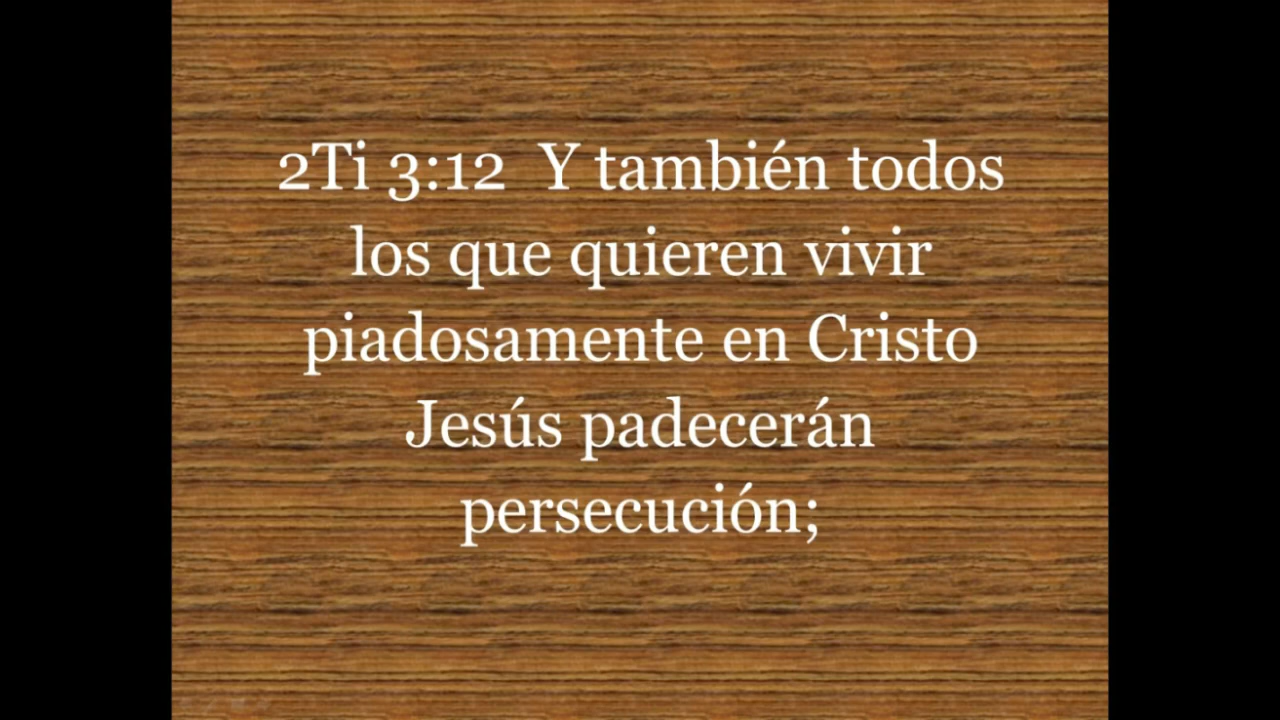 2Ti 3:12  Y también todos
los que quieren vivir
piadosamente en Cristo
Jesús padecerán
persecución;